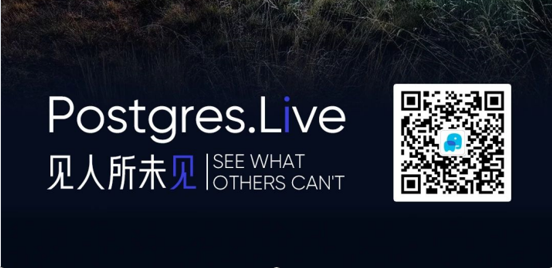 Postgres.Live
见人所未见
SEE WHAT
OTHERS CAN'T